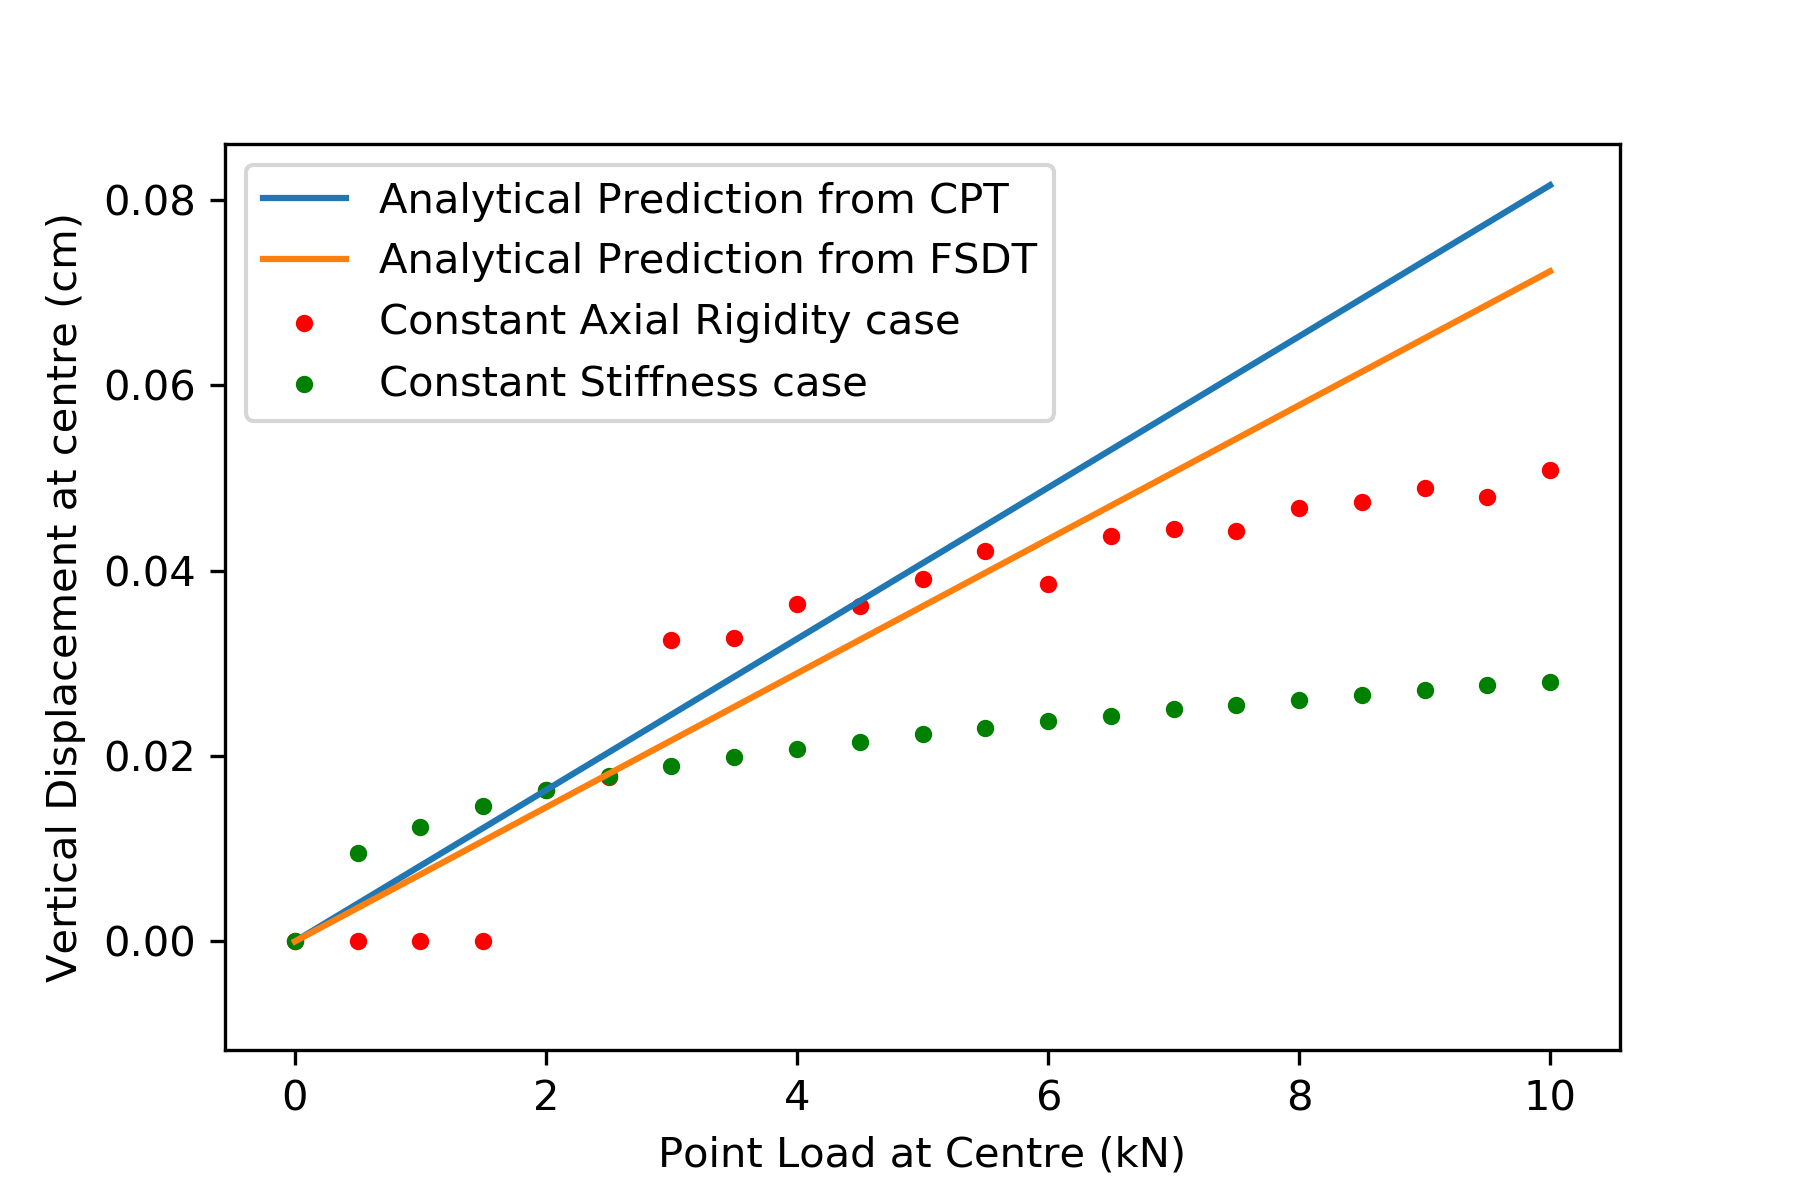 Analytical Prediction from CPT
Analytical Prediction from FSDT
Constant Axial Rigidity case
Constant Stiffness case
Vertical Displacement at centre (cm)
0.08
0.06
0.04
0.02
0.00
0 2 4 6 8 10
Point Load at Centre (kN)